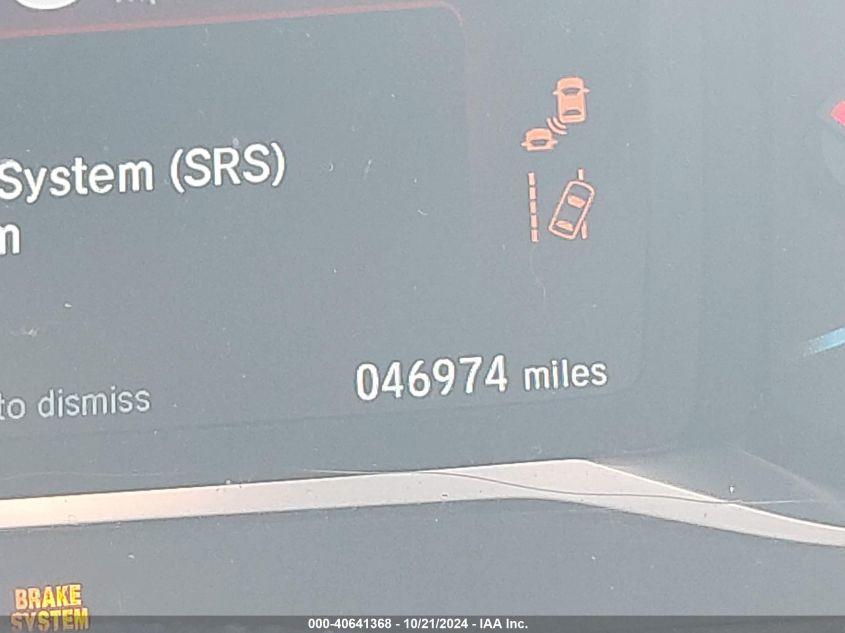 System (SRS)
m
046974 miles
to dismiss
BRAKE
SYSTEM
000-40641368 - 10/21/2024 - IAA Inc.